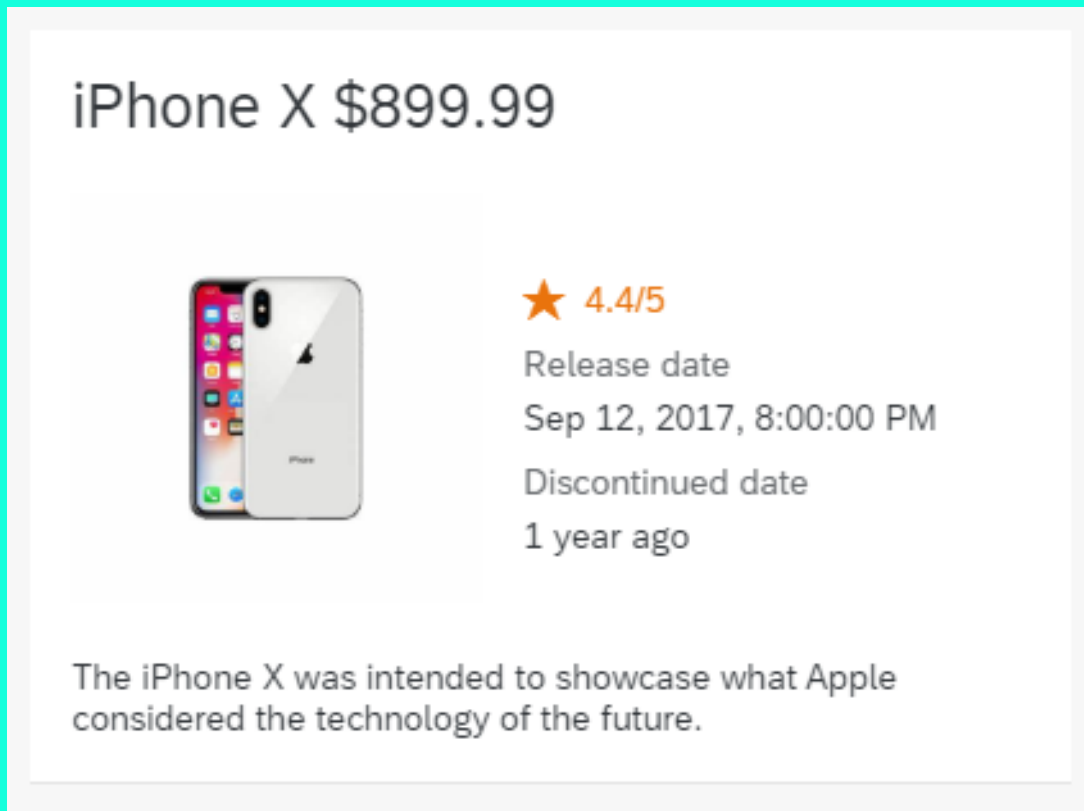 iPhone X $899.99
4.4/5
Release date
Sep 12, 2017, 8:00:00 PM
Discontinued date
1 year ago
iPhone
The iPhone X was intended to showcase what Apple
considered the technology of the future.